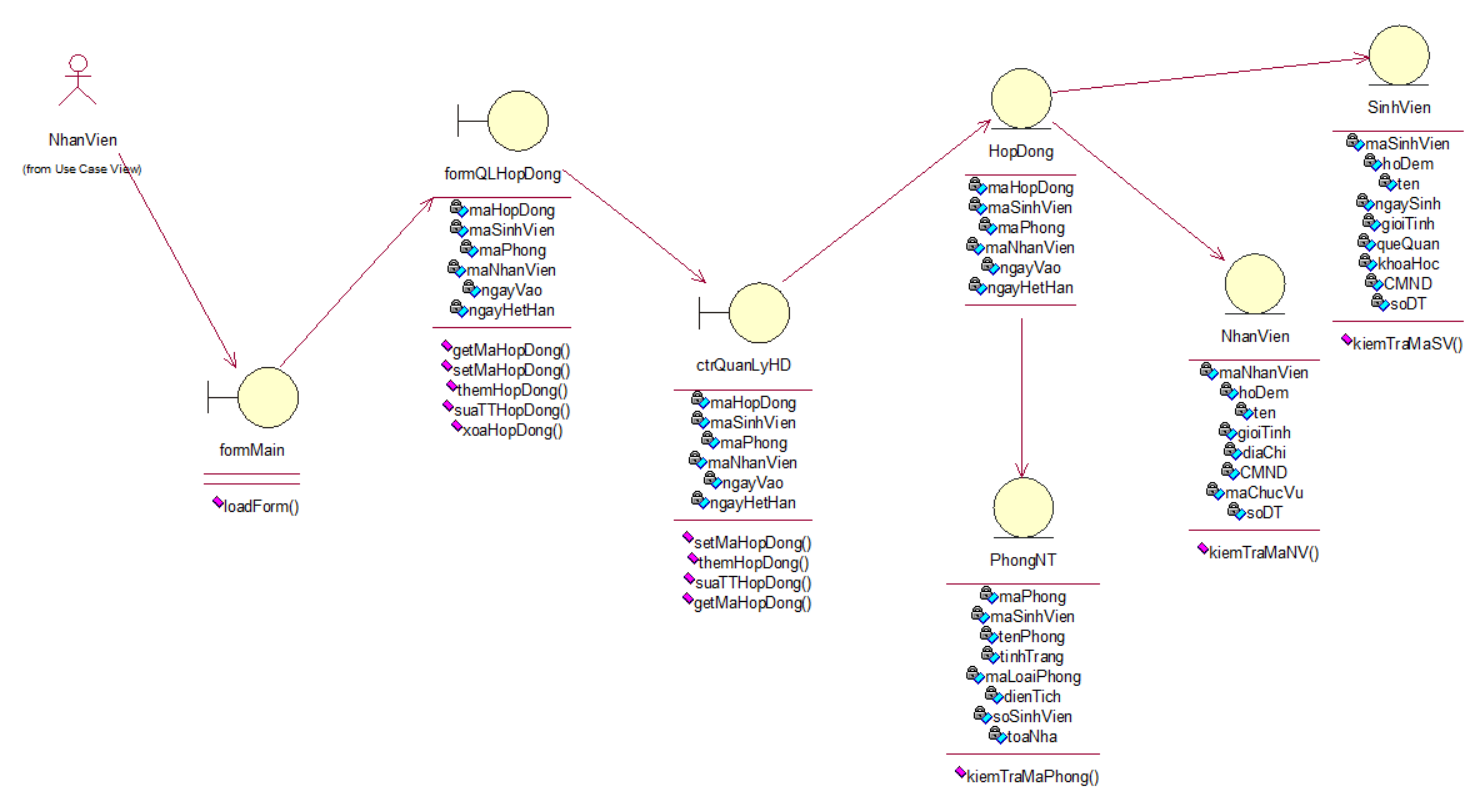 NhanVien
(from Use Case View)
formMain
loadForm()
formQLHopDong
maHopDong
maSinhVien
maPhong
maNhanVien
ngayVao
ngayHetHan
getMaHopDong()
setMaHopDong()
themHopDong()
suaTTHopDong()
xoaHopDong()
ctrQuanLyHD
maHopDong
maSinhVien
maPhong
maNhanVien
ngayVao
ngayHetHan
setMaHopDong()
themHopDong()
suaTTHopDong()
getMaHopDong()
HopDong
maHopDong
maSinhVien
maPhong
maNhanVien
ngayVao
ngayHetHan
PhongNT
maPhong
maSinhVien
tenPhong
tinhTrang
maLoaiPhong
dienTich
soSinhVien
toaNha
kiemTraMaPhong()
NhanVien
maNhanVien
hoDem
ten
gioiTinh
diaChi
CMND
maChucVu
soDT
kiemTraMaNV()
SinhVien
maSinhVien
hoDem
ten
ngaySinh
gioiTinh
queQuan
khoaHoc
CMND
soDT
kiemTraMaSV()